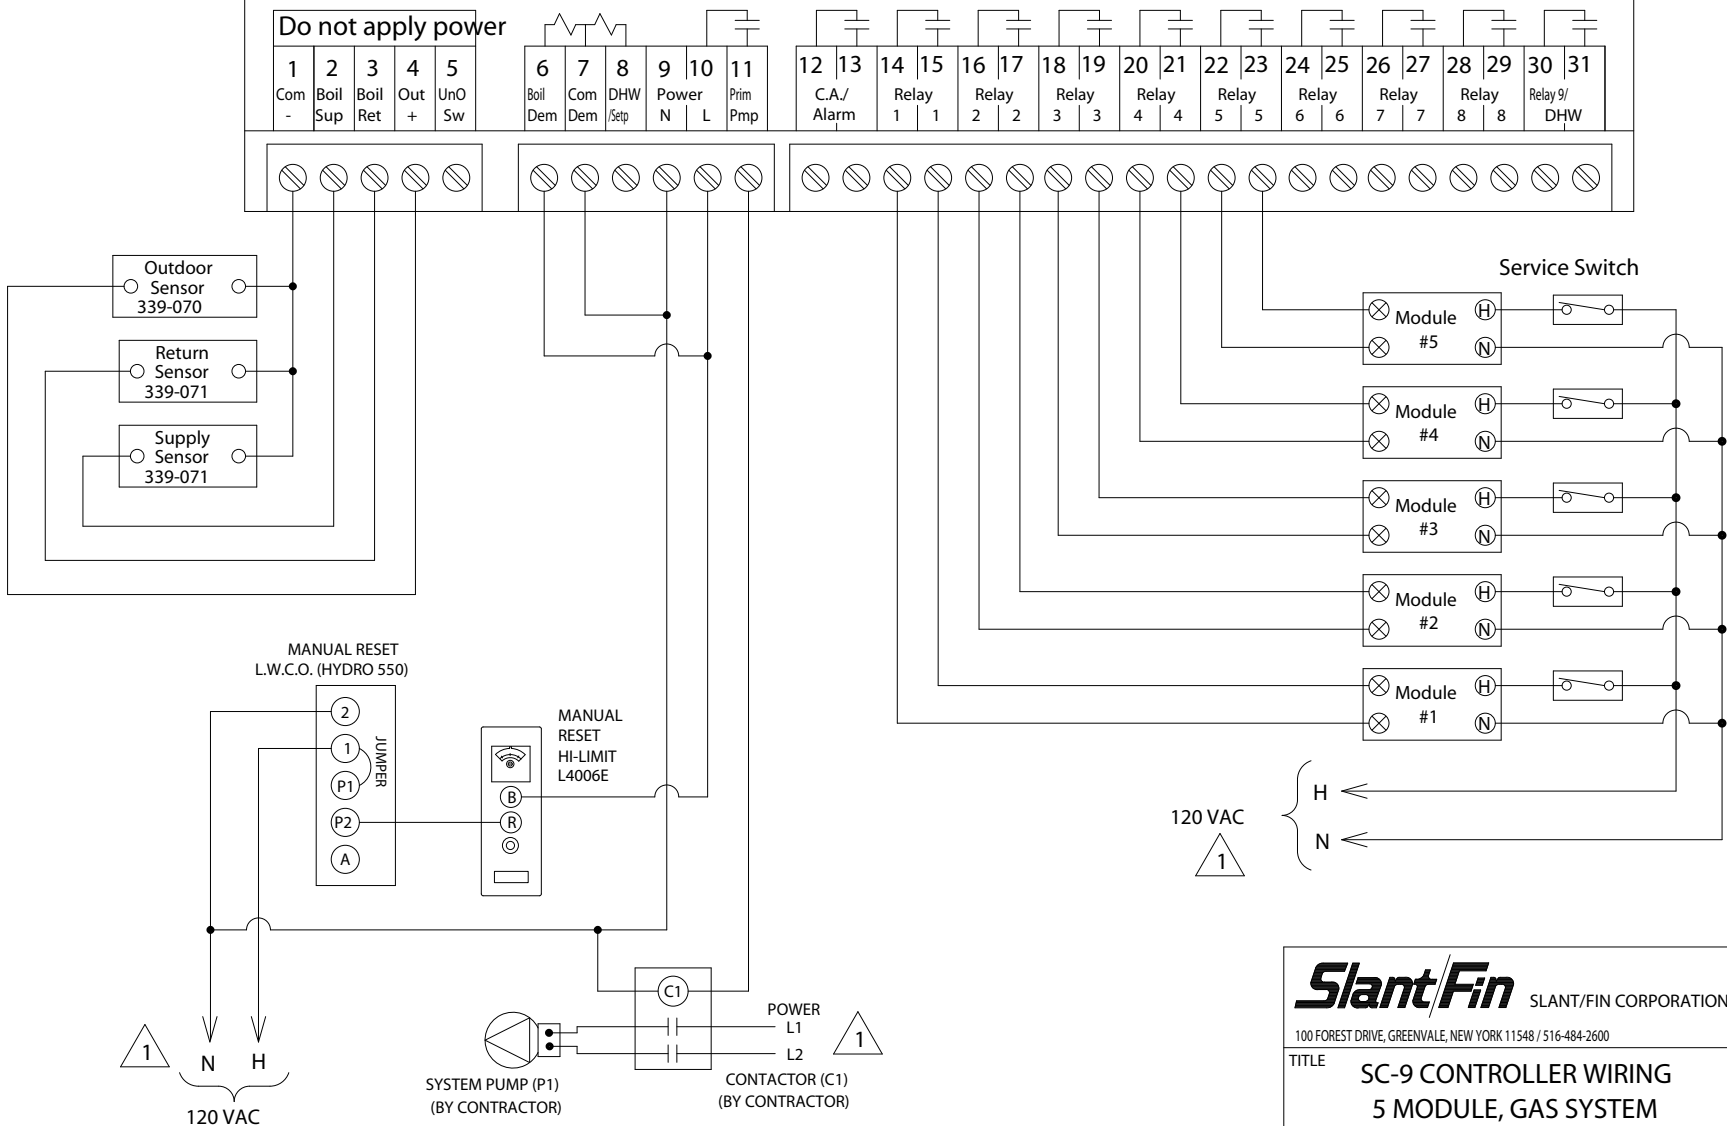 Do not apply power
1 2 3 4 5 6 7 8 9 10 11 12 13 14 15 16 17 18 19 20 21 22 23 24 25 26 27 28 29 30 31
Com Boil Boil Out UnO Boil Com DHW Power Prim C.A./ Relay Relay Relay Relay Relay Relay Relay Relay Relay 9/
- Sup Ret + Sw Dem Dem /Setp N L Pmp Alarm 1 1 2 2 3 3 4 4 5 5 6 6 7 7 8 8 DHW
Outdoor
Sensor
339-070
Return
Sensor
339-071
Supply
Sensor
339-071
Service Switch
Module H
#5 N
Module H
#4 N
Module H
#3 N
Module H
#2 N
Module H
#1 N
120 VAC
H
N
1
MANUAL RESET
L.W.C.O. (HYDRO 550)
2
1
JUMPER
P1
P2
A
MANUAL
RESET
HI-LIMIT
L4006E
B
R
1
N H
120 VAC
C1
POWER
L1
L2
1
SYSTEM PUMP (P1)
(BY CONTRACTOR)
CONTACTOR (C1)
(BY CONTRACTOR)
Slant/Fin SLANT/FIN CORPORATION
100 FOREST DRIVE, GREENVALE, NEW YORK 11548 / 516-484-2600
TITLE
SC-9 CONTROLLER WIRING
5 MODULE, GAS SYSTEM